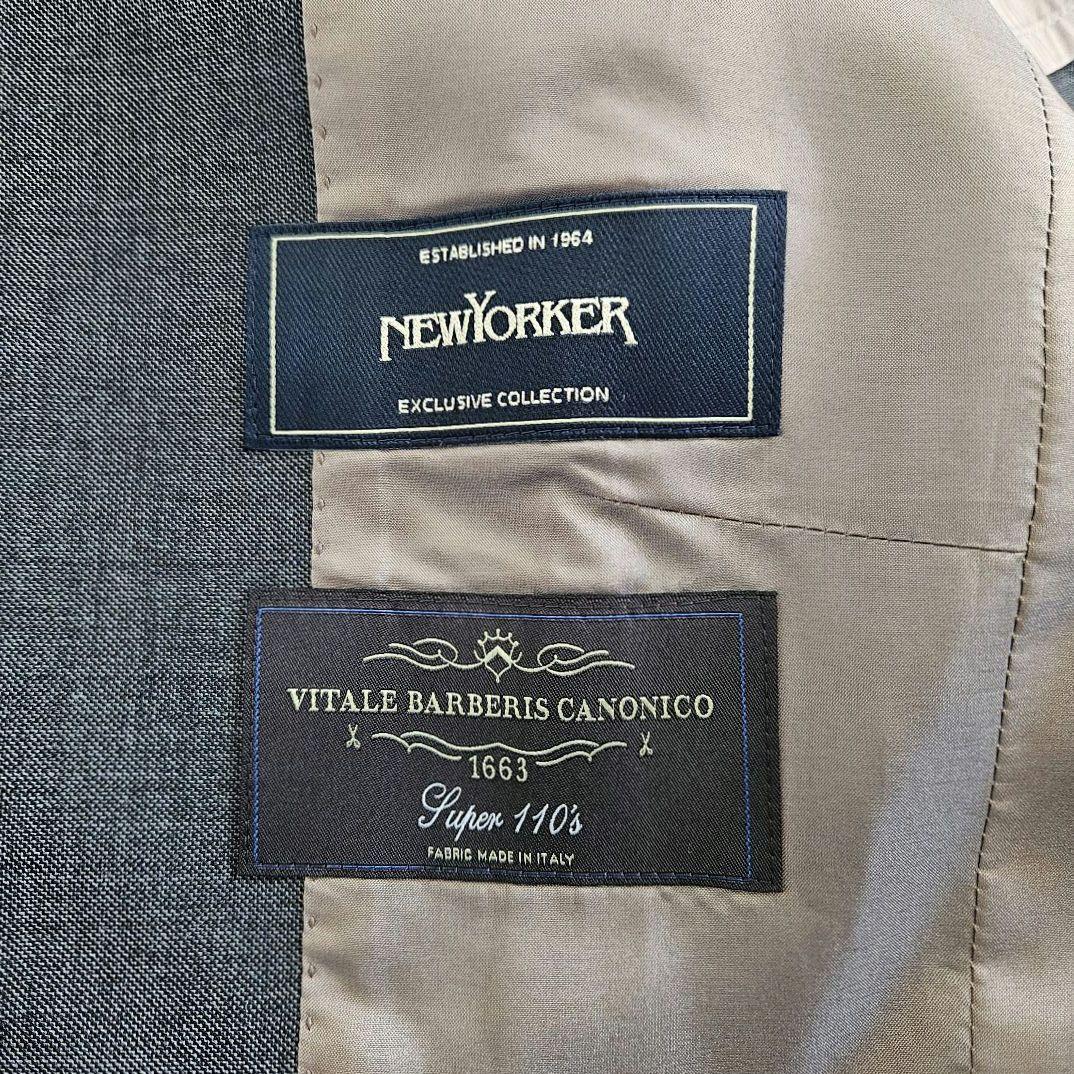 ESTABLISHED IN 1964
NEWYORKER
EXCLUSIVE COLLECTION
VITALE BARBERIS CANONICO
1663
Super 110's
FABRIC MADE IN ITALY